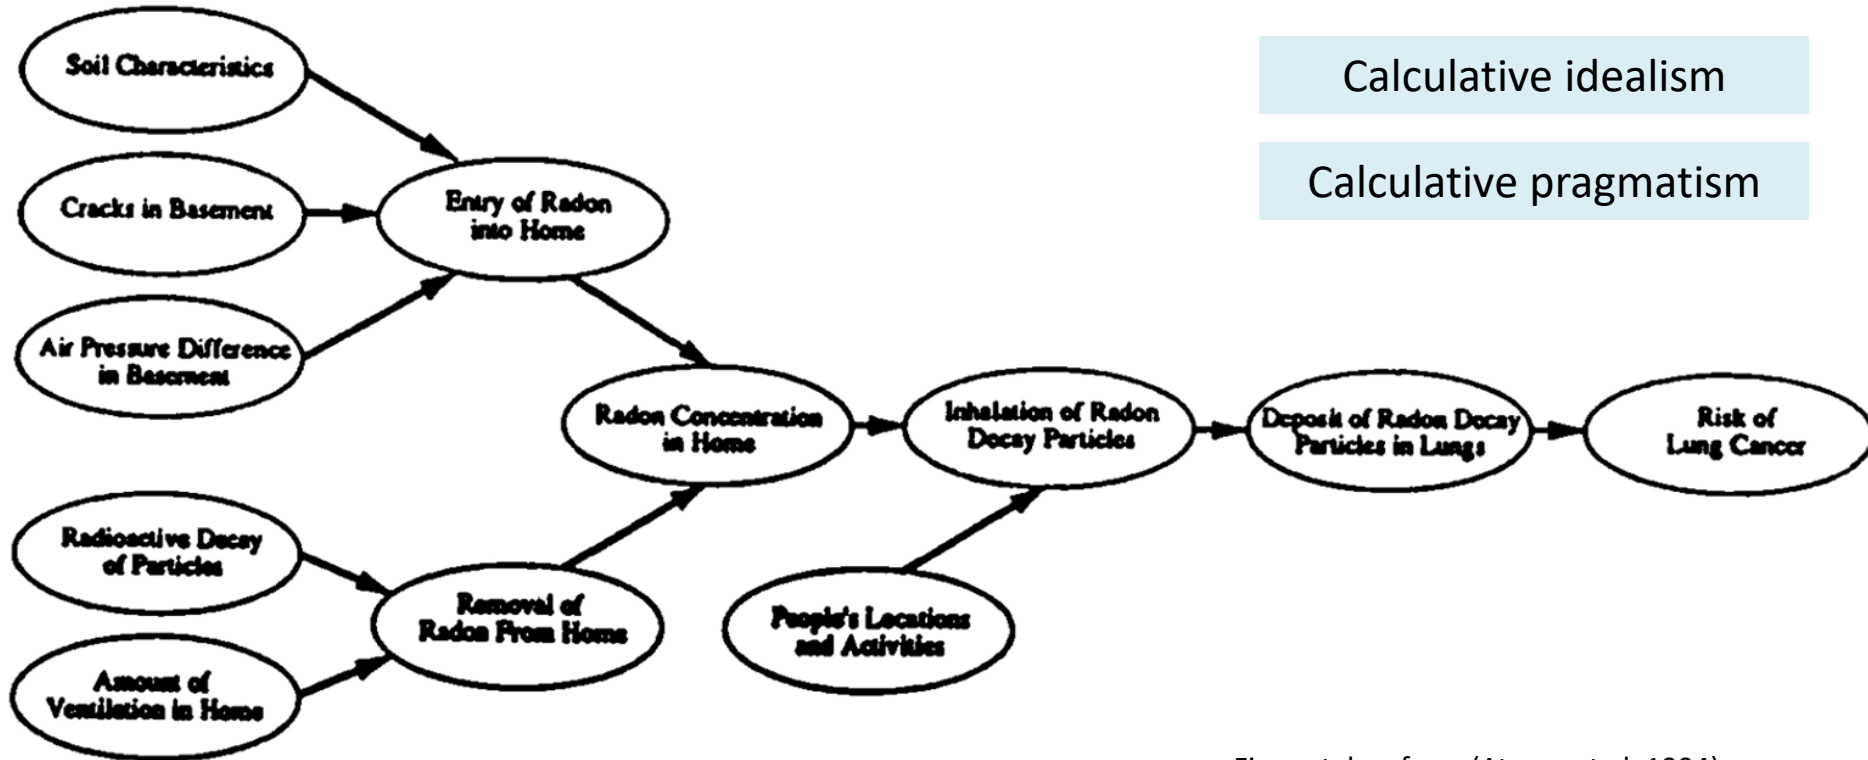 Soil Characteristics
Cracks in Basement
Air Pressure Difference
in Basement
Entry of Radon
into Home
Radioactive Decay
of Particles
Amount of
Ventilation in Home
Removal of
Radon From Home
Radon Concentration
in Home
People's Locations
and Activities
Inhalation of Radon
Decay Particles
Deposit of Radon Decay
Particles in Lungs
Risk of
Lung Cancer
Calculative idealism
Calculative pragmatism